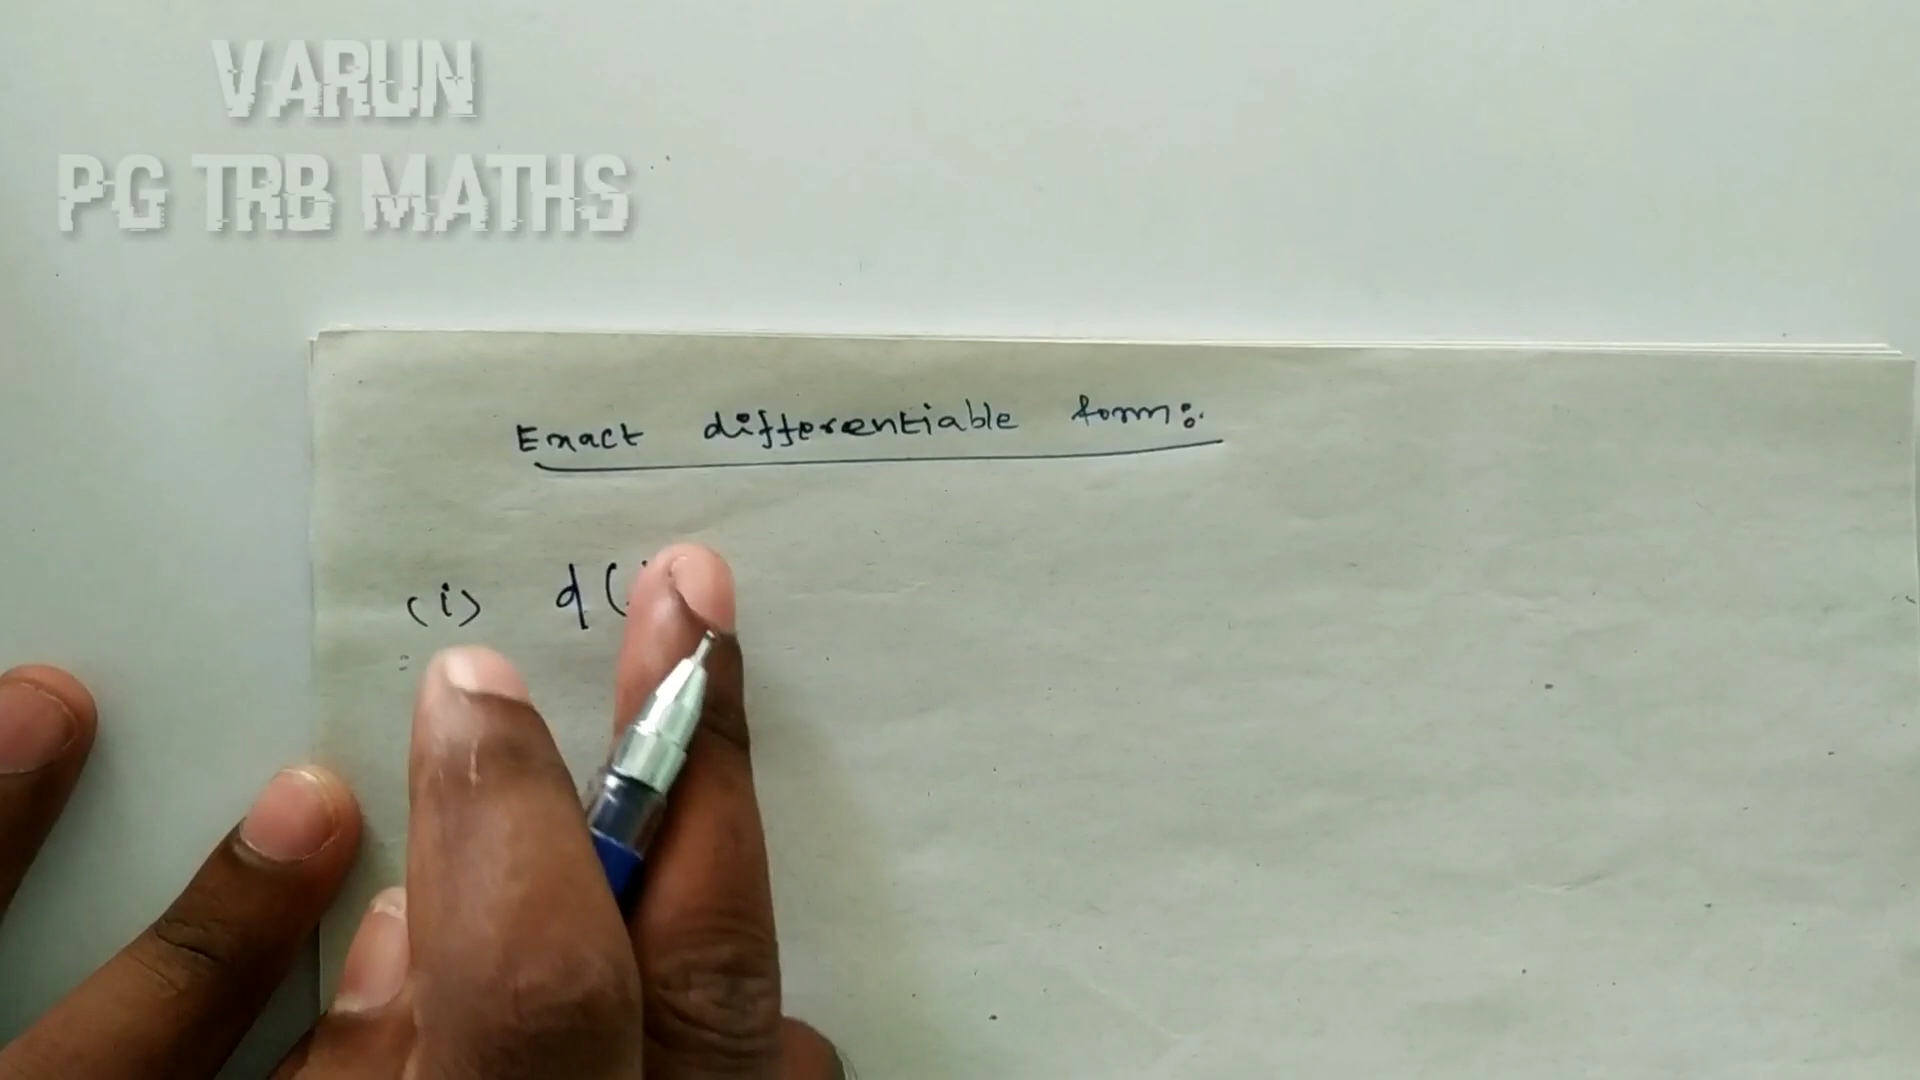 VARUN
PG TRB MATHS
Exact differentiable form:
(i) d(